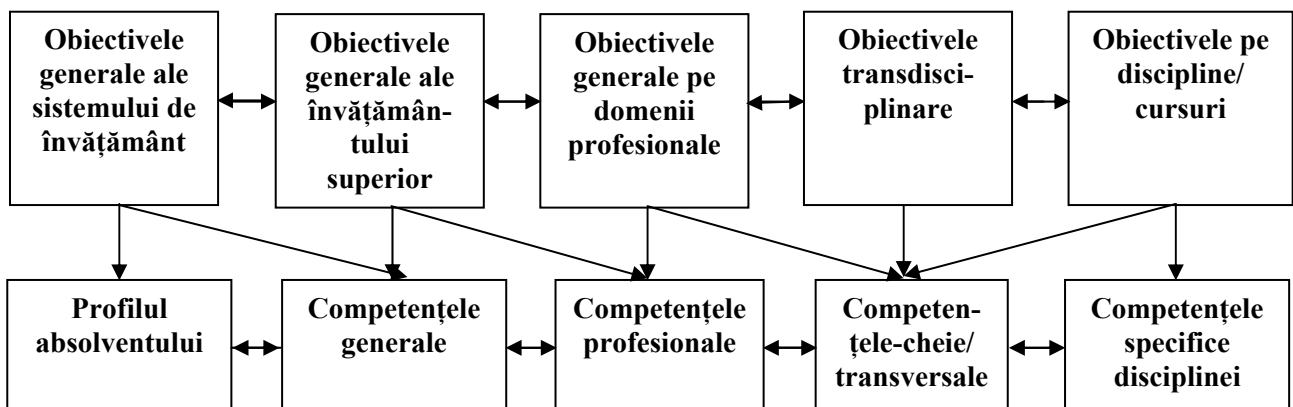 Obiectivele
generale ale
sistemului de
învățământ
Obiectivele
generale ale
învățămân-
tului
superior
Obiectivele
generale pe
domenii
profesionale
Obiectivele
transdisci-
plinare
Obiectivele pe
discipline/
cursuri
Profilul
absolventului
Competențele
generale
Competențele
profesionale
Competen-
țele-cheie/
transversale
Competențele
specifice
disciplinei